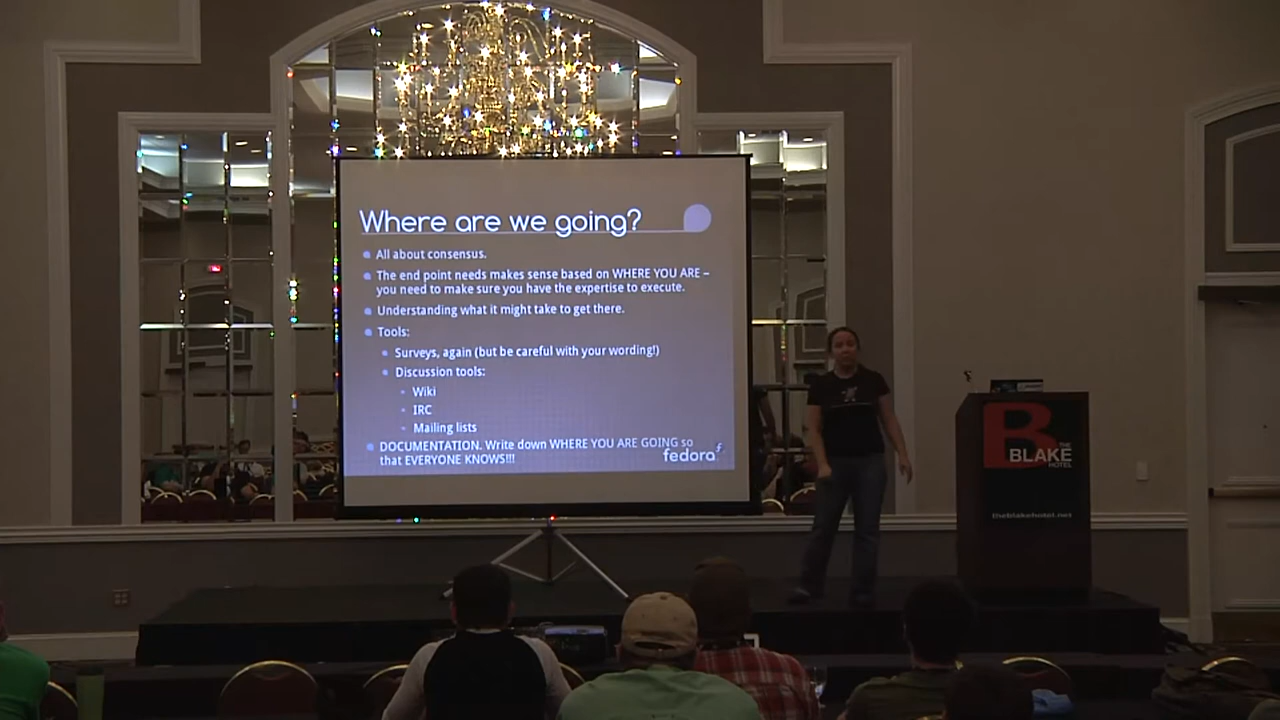 Where are we going?
All about consensus.
The end point needs makes sense based on WHERE YOU ARE –
you need to make sure you have the expertise to execute.
Understanding what it might take to get there.
Tools:
Surveys, again (but be careful with your wording!)
Discussion tools:
Wiki
IRC
Mailing lists
DOCUMENTATION. Write down WHERE YOU ARE GOING so
that EVERYONE KNOWS!!!
fedora
B
THE
BLAKE
HOTEL
theblakehotel.net